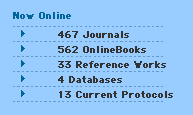 Now Online
467 Journals
562 OnlineBooks
33 Reference Works
4 Databases
13 Current Protocols